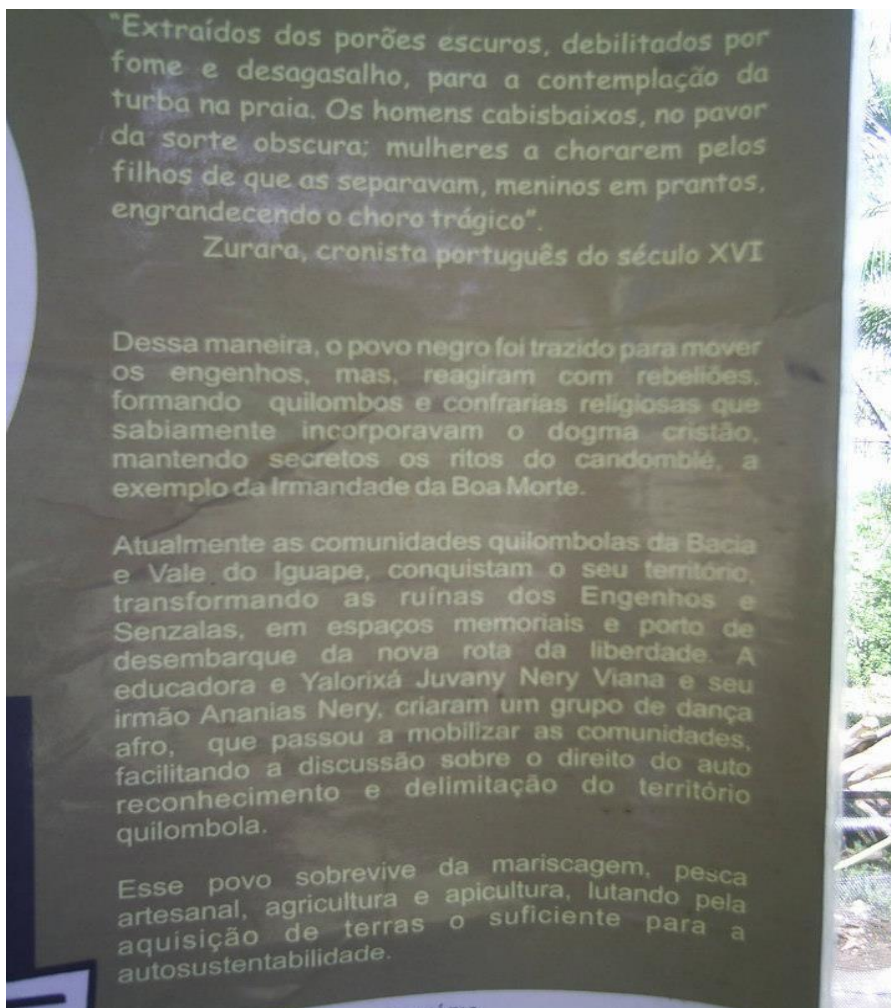 "Extraídos dos porões escuros, debilitados por
fome e desagasalho, para a contemplação da
turba na praia. Os homens cabisbaixos, no pavor
da sorte obscura; mulheres a chorarem pelos
filhos de que as separavam, meninos em prantos,
engrandecendo o choro trágico".
Zurara, cronista português do século XVI
Dessa maneira, o povo negro foi trazido para mover
os engenhos, mas, reagiram com rebeliões,
formando quilombos e confrarias religiosas que
sabiamente incorporavam o dogma cristão,
mantendo secretos os ritos do candomblé, a
exemplo da Irmandade da Boa Morte.
Atualmente as comunidades quilombolas da Bacia
e Vale do Iguape, conquistam o seu território,
transformando as ruínas dos Engenhos e
Senzalas, em espaços memoriais e porto de
desembarque da nova rota da liberdade. A
educadora e Yalorixá Juvany Nery Viana e seu
irmão Ananias Nery, criaram um grupo de dança
afro, que passou a mobilizar as comunidades,
facilitando a discussão sobre o direito do auto
reconhecimento e delimitação do território
quilombola.
Esse povo sobrevive da mariscagem, pesca
artesanal, agricultura e apicultura, lutando pela
aquisição de terras o suficiente para a
autosustentabilidade.